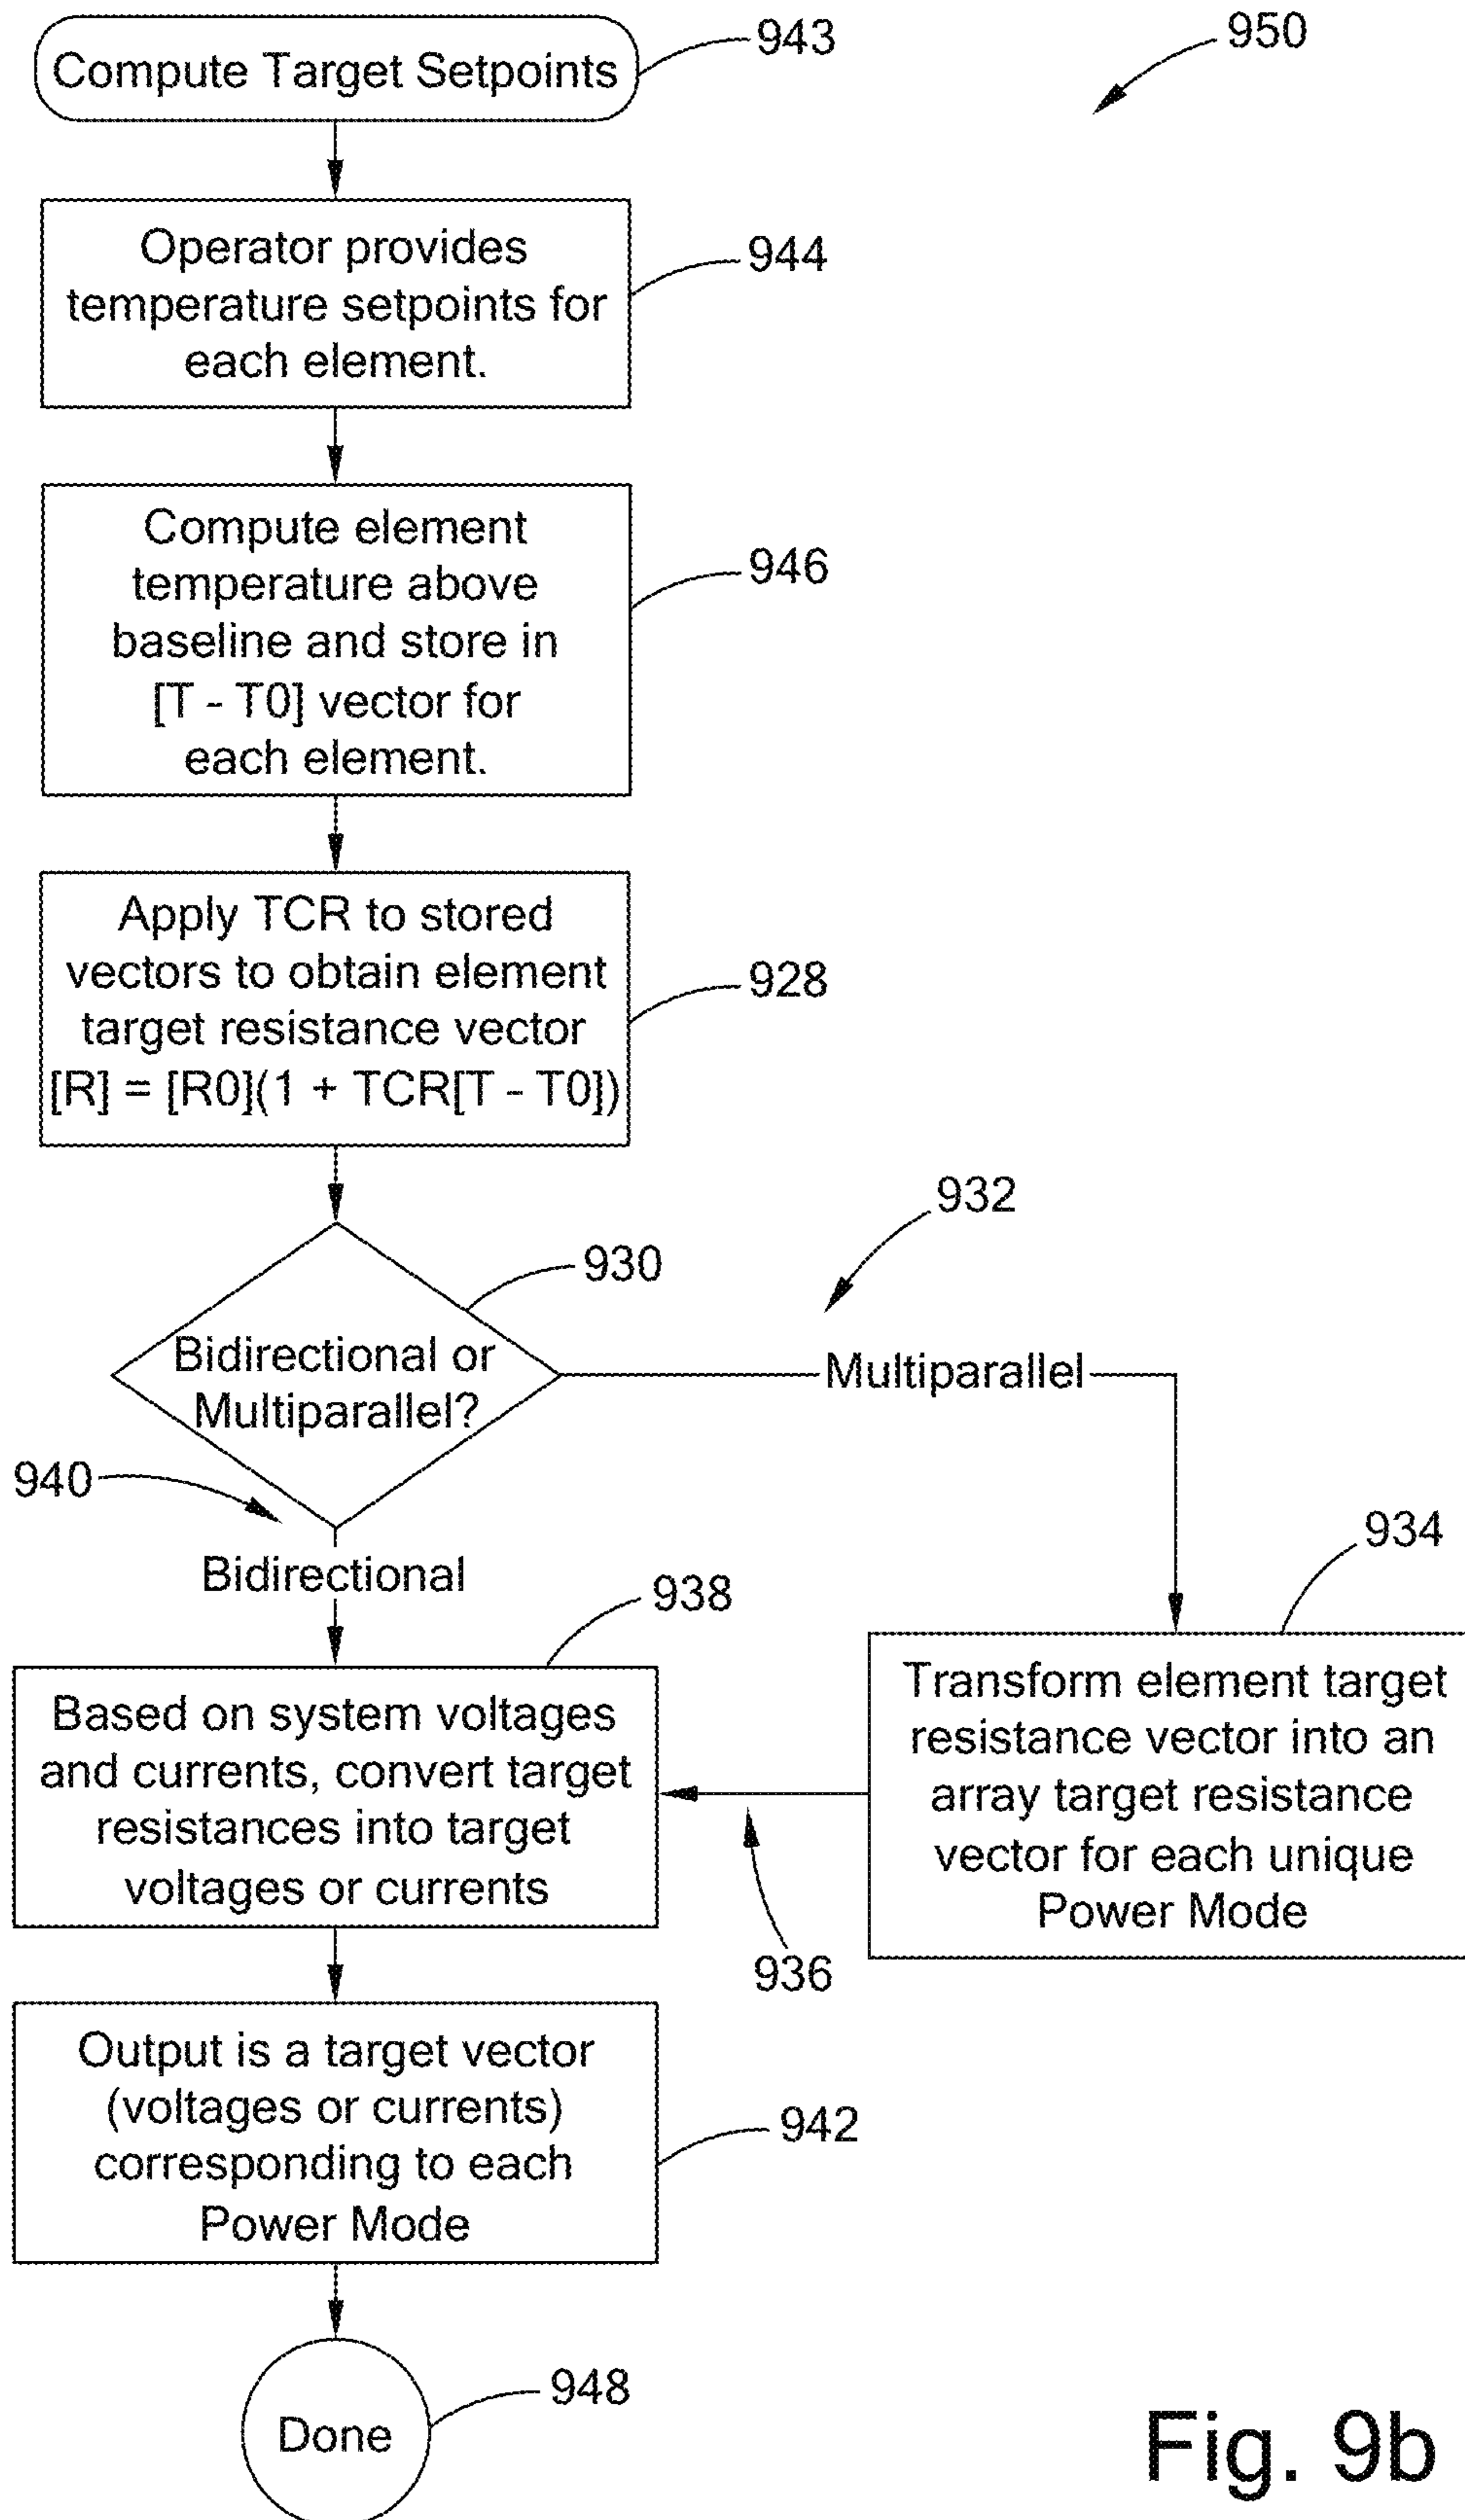 Compute Target Setpoints
943
950
Operator provides
temperature setpoints for
each element.
944
Compute element
temperature above
baseline and store in
[T - T0] vector for
each element.
946
Apply TCR to stored
vectors to obtain element
target resistance vector
[R] = [R0](1 + TCR[T - T0])
928
932
930
Bidirectional or
Multiparallel?
Multiparallel
940
Bidirectional
938
934
Based on system voltages
and currents, convert target
resistances into target
voltages or currents
Transform element target
resistance vector into an
array target resistance
vector for each unique
Power Mode
936
Output is a target vector
(voltages or currents)
corresponding to each
Power Mode
942
Done
948
Fig. 9b